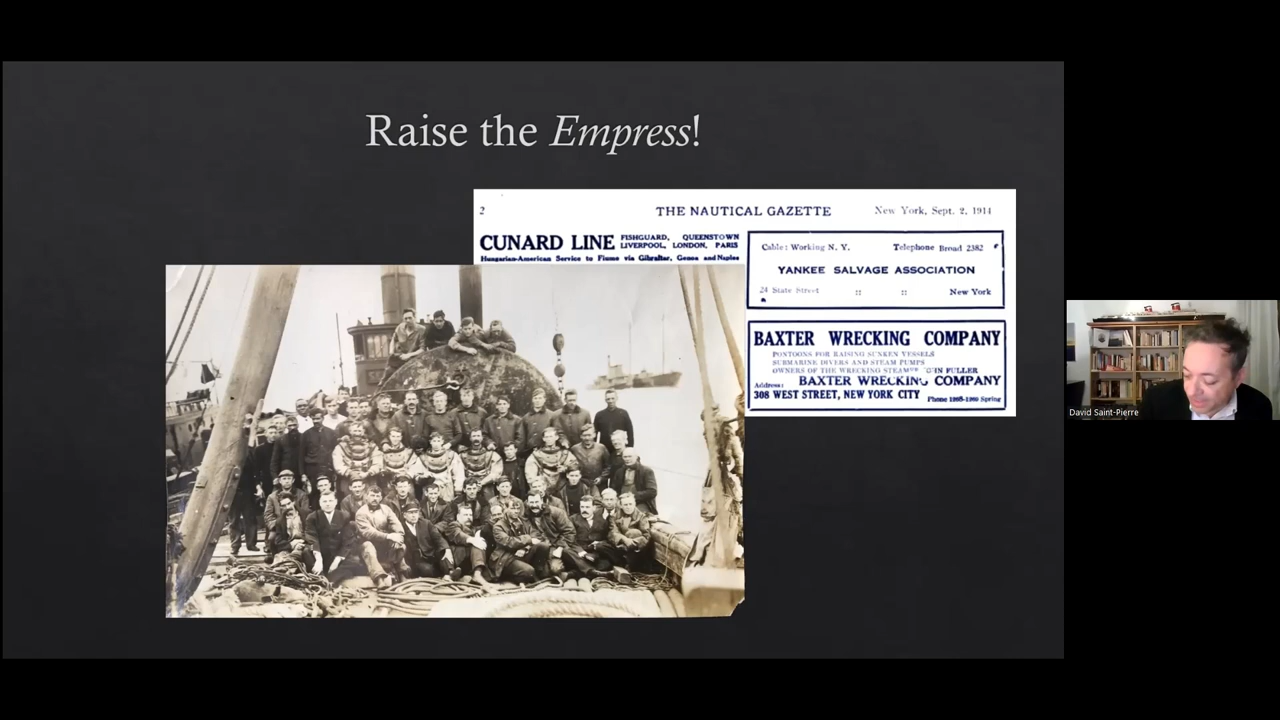 Raise the Empress!
2
THE NAUTICAL GAZETTE
New York, Sept. 2, 1914
CUNARD LINE
FISHGUARD, QUEENSTOWN
LIVERPOOL, LONDON, PARIS
Hungarian-American Service to Fiume via Gibraltar, Genoa and Naples
Cable: Working N. Y.
Telephone Broad 2382
YANKEE SALVAGE ASSOCIATION
24 State Street :: :: New York
BAXTER WRECKING COMPANY
PONTOONS FOR RAISING SUNKEN VESSELS
SUBMARINE DIVERS AND STEAM PUMPS
OWNERS OF THE WRECKING FULLER
Address: BAXTER WRECKING COMPANY
308 WEST STREET, NEW YORK CITY Phone Spring
David Saint-Pierre